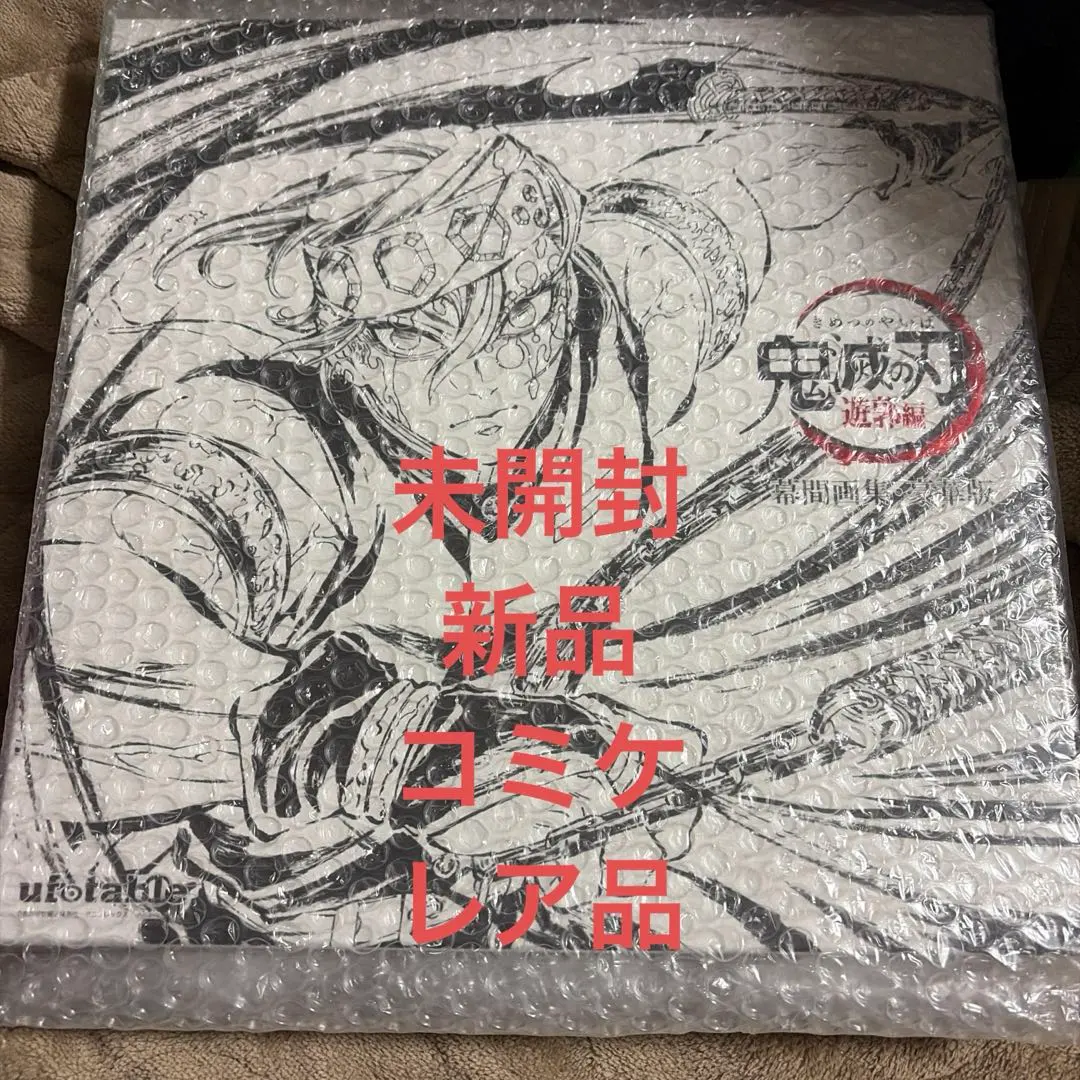 きめつのやいば
鬼滅の刃
遊郭編
幕間画集 豪華版
未開封
新品
コミケ
レア品
ufotable